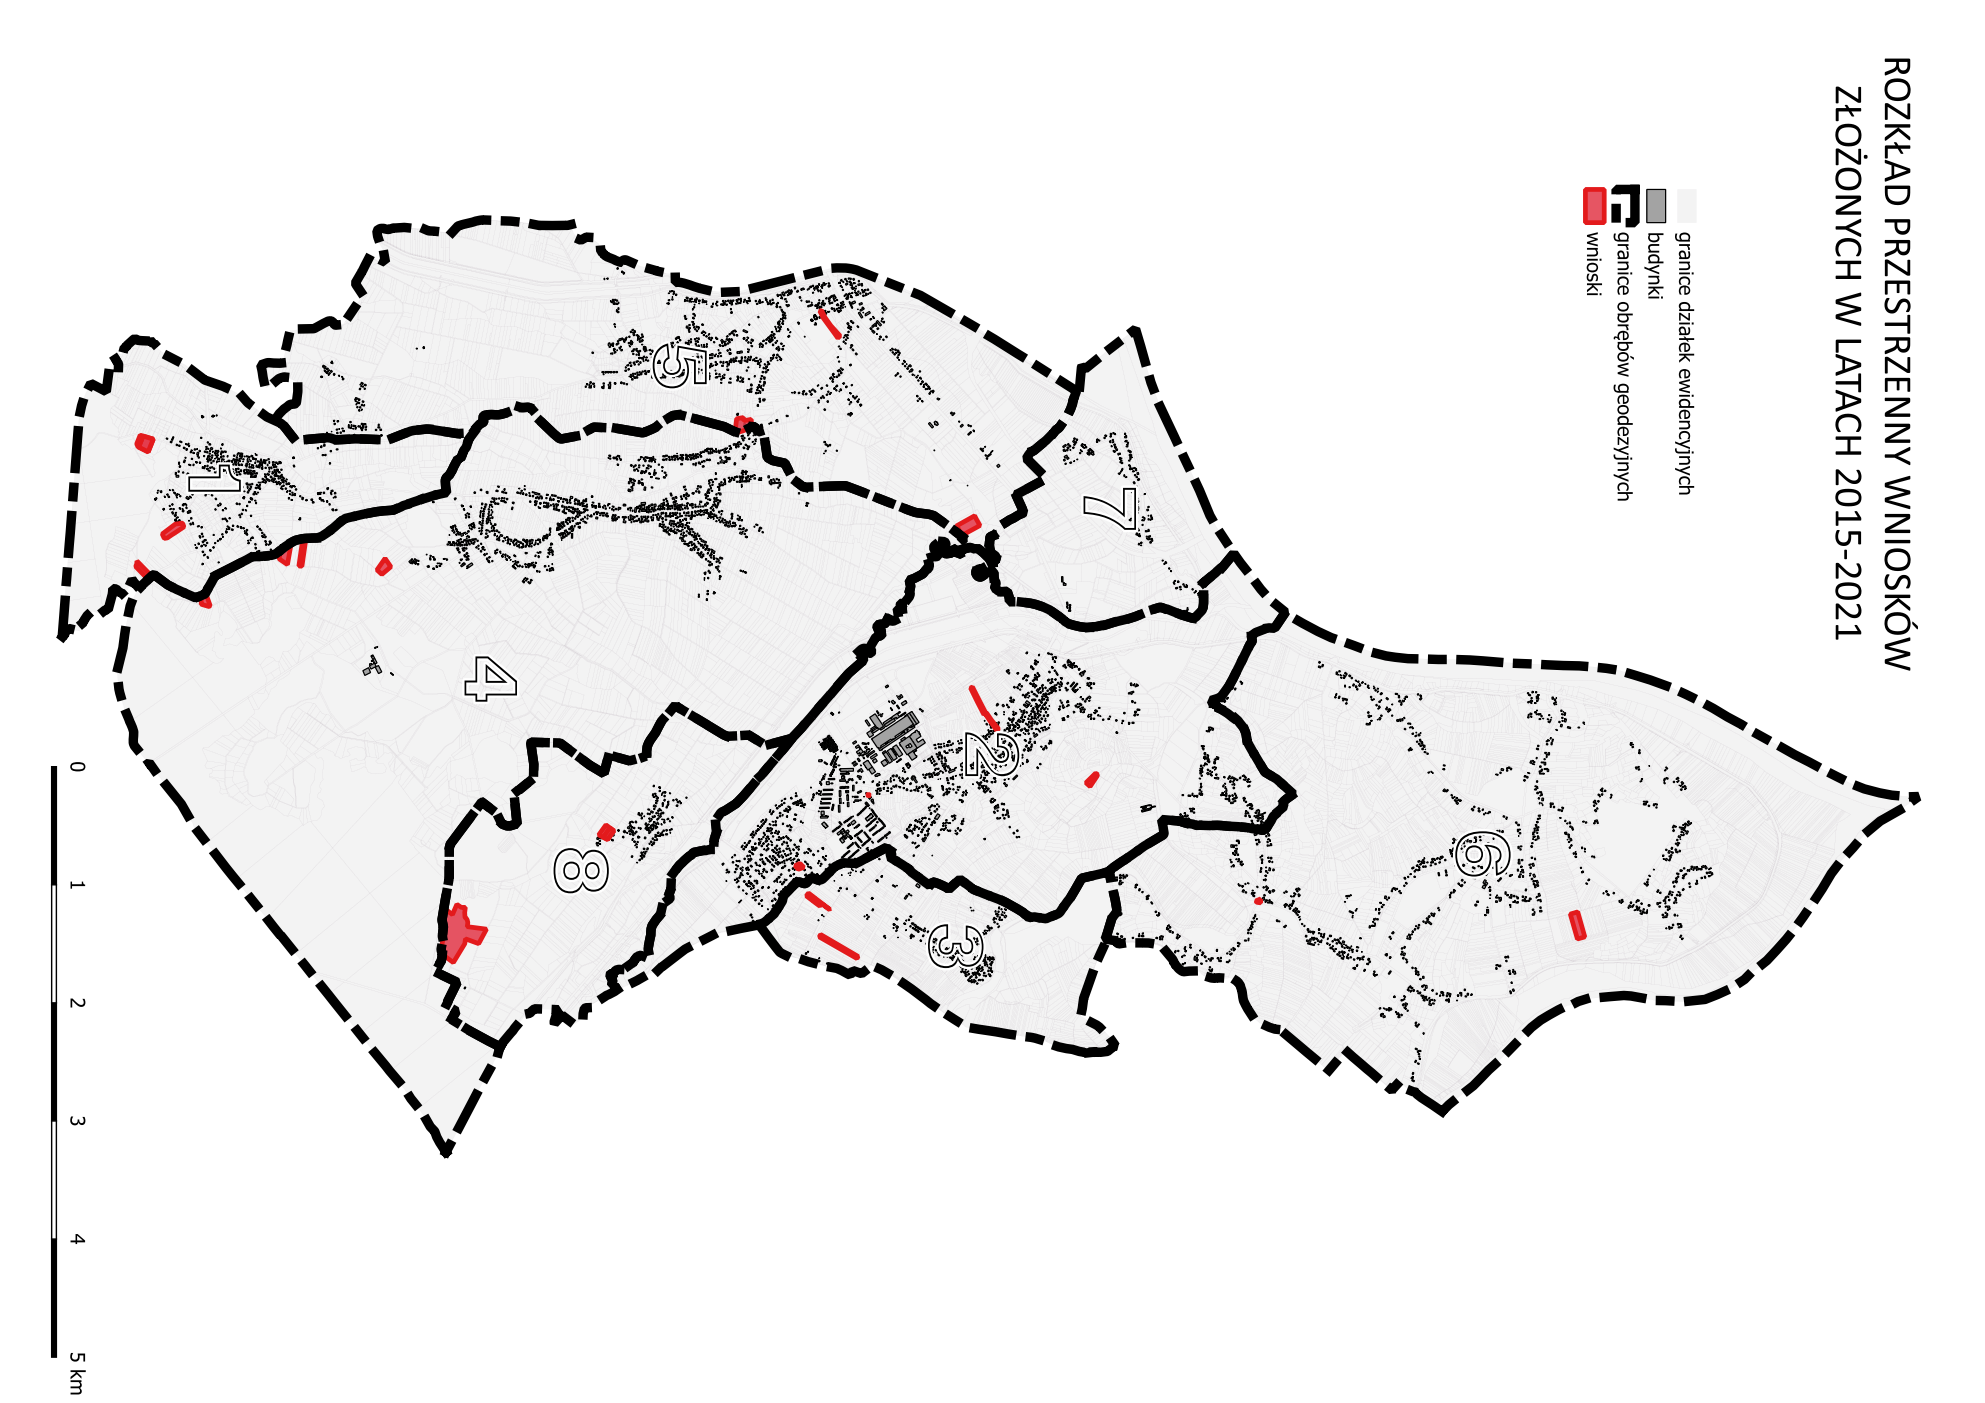 ROZKŁAD PRZESTRZENNY WNIOSKÓW
ZŁOŻONYCH W LATACH 2015-2021
granice działek ewidencyjnych
budynki
granice obrębów geodezyjnych
wnioski
7
6
5
2
3
1
4
8
0
1
2
3
4
5 km